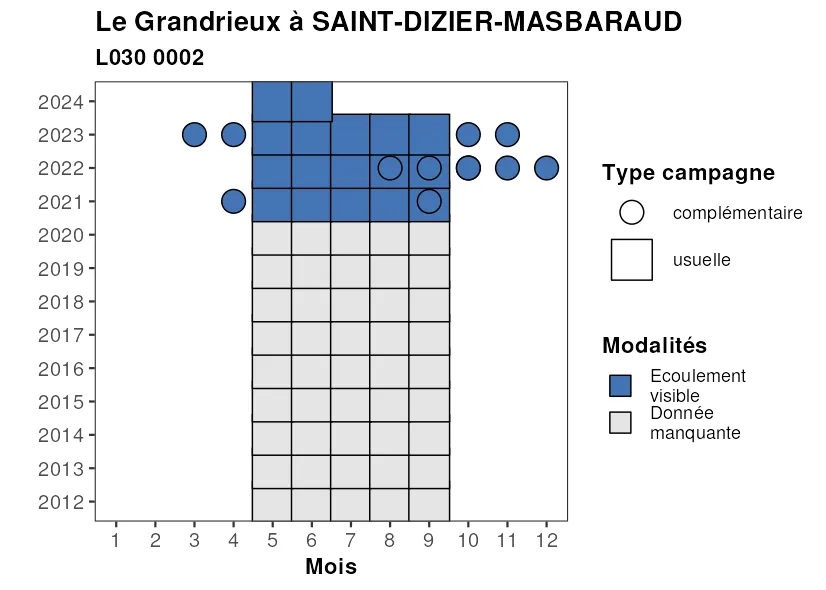 Le Grandrieux à SAINT-DIZIER-MASBARAUD
L030 0002
2024
2023
2022
2021
2020
2019
2018
2017
2016
2015
2014
2013
2012
1 2 3 4 5 6 7 8 9 10 11 12
Mois
Type campagne
complémentaire
usuelle
Modalités
Ecoulement
visible
Donnée
manquante